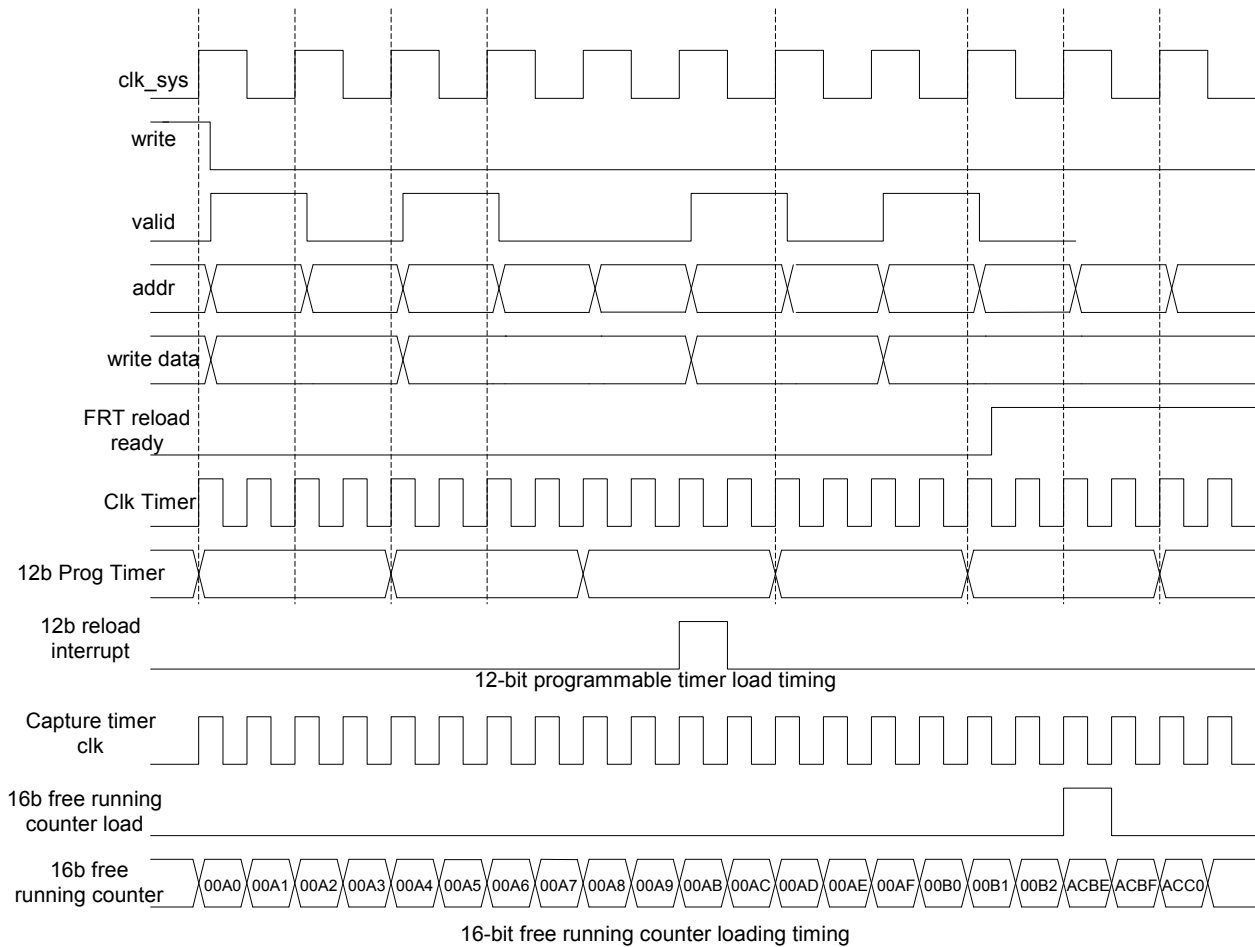 clk_sys
write
valid
addr
write data
FRT reload
ready
Clk Timer
12b Prog Timer
12b reload
interrupt
12-bit programmable timer load timing
Capture timer
clk
16b free running
counter load
16b free
running counter
00A0 00A1 00A2 00A3 00A4 00A5 00A6 00A7 00A8 00A9 00AB 00AC 00AD 00AE 00AF 00B0 00B1 00B2 ACBE ACBF ACC0
16-bit free running counter loading timing